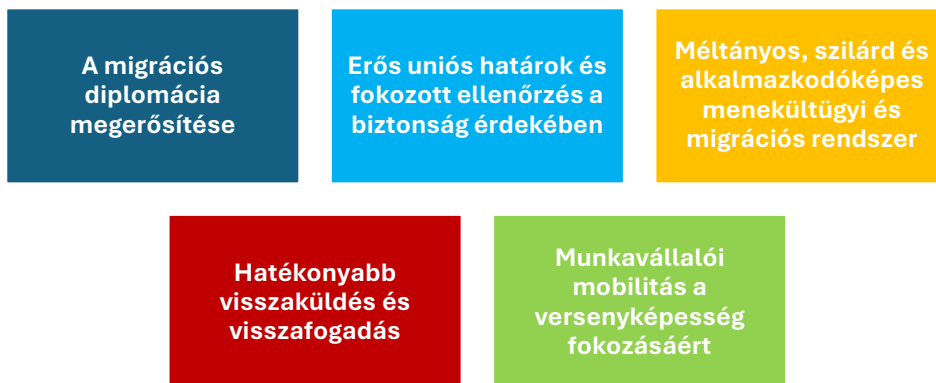 A migrációs
diplomácia
megerősítése
Erős uniós határok és
fokozott ellenőrzés a
biztonság érdekében
Méltányos, szilárd és
alkalmazkodóképes
menekültügyi és
migrációs rendszer
Hatékonyabb
visszaküldés és
visszafogadás
Munkavállalói
mobilitás a
versenyképesség
fokozásáért